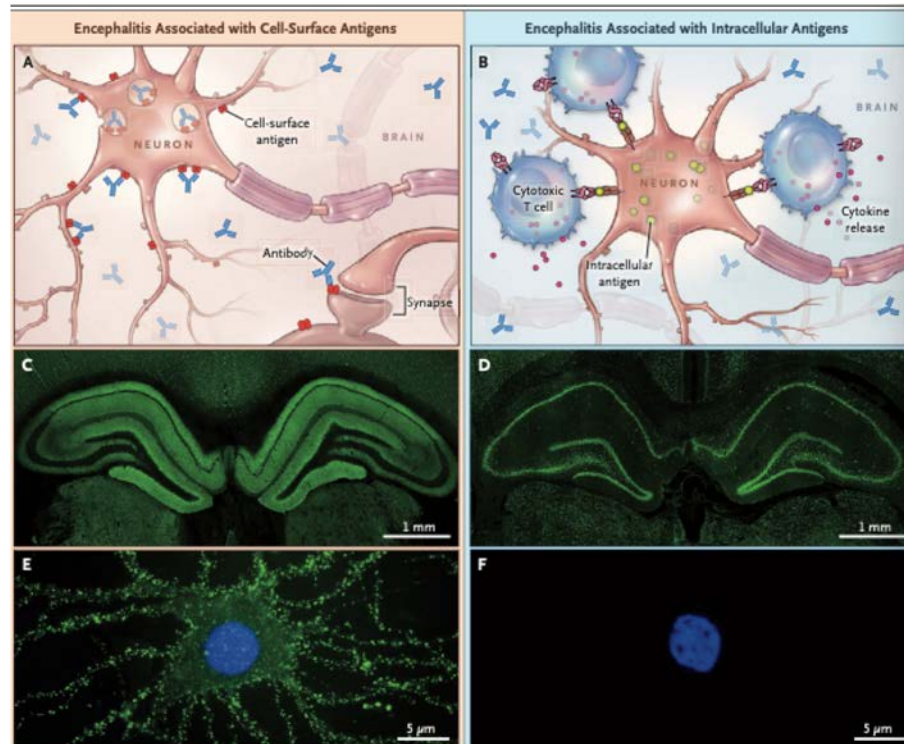 Encephalitis Associated with Cell-Surface Antigens
Encephalitis Associated with Intracellular Antigens
A
Cell-surface
antigen
BRAIN
NEURON
Antibody
Synapse
B
BRAIN
NEURON
Cytotoxic
T cell
Cytokine
release
Intracellular
antigen
C
1 mm
D
1 mm
E
5 μm
F
5 μm